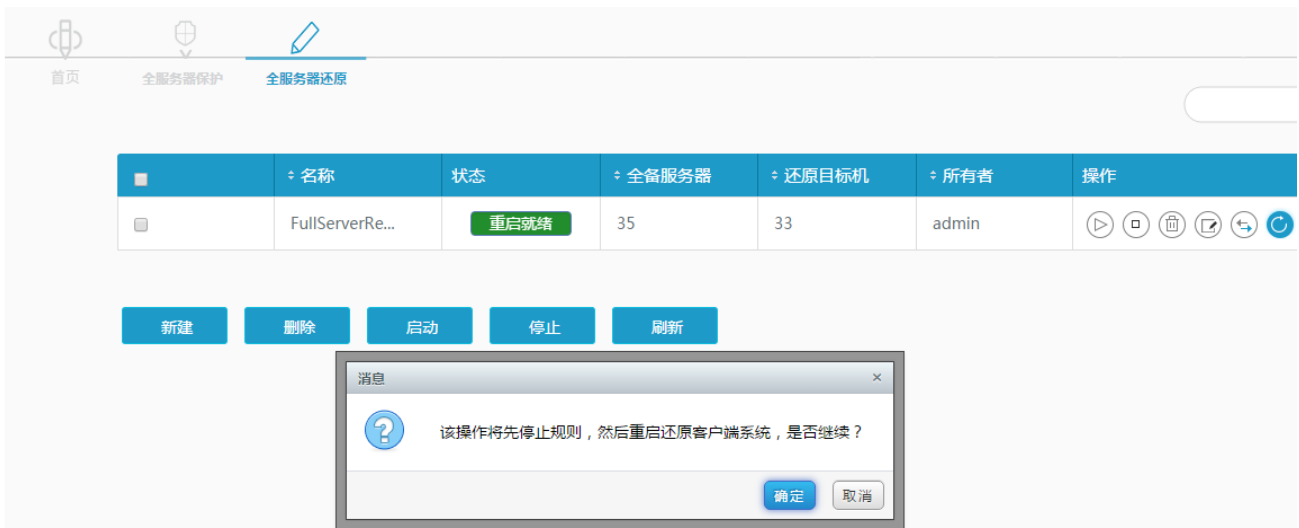 首页 全服务器保护 全服务器还原
名称 状态 全备服务器 还原目标机 所有者 操作
FullServerRe... 重启就绪 35 33 admin
新建 删除 启动 停止 刷新
消息
该操作将先停止规则，然后重启还原客户端系统，是否继续？
确定 取消